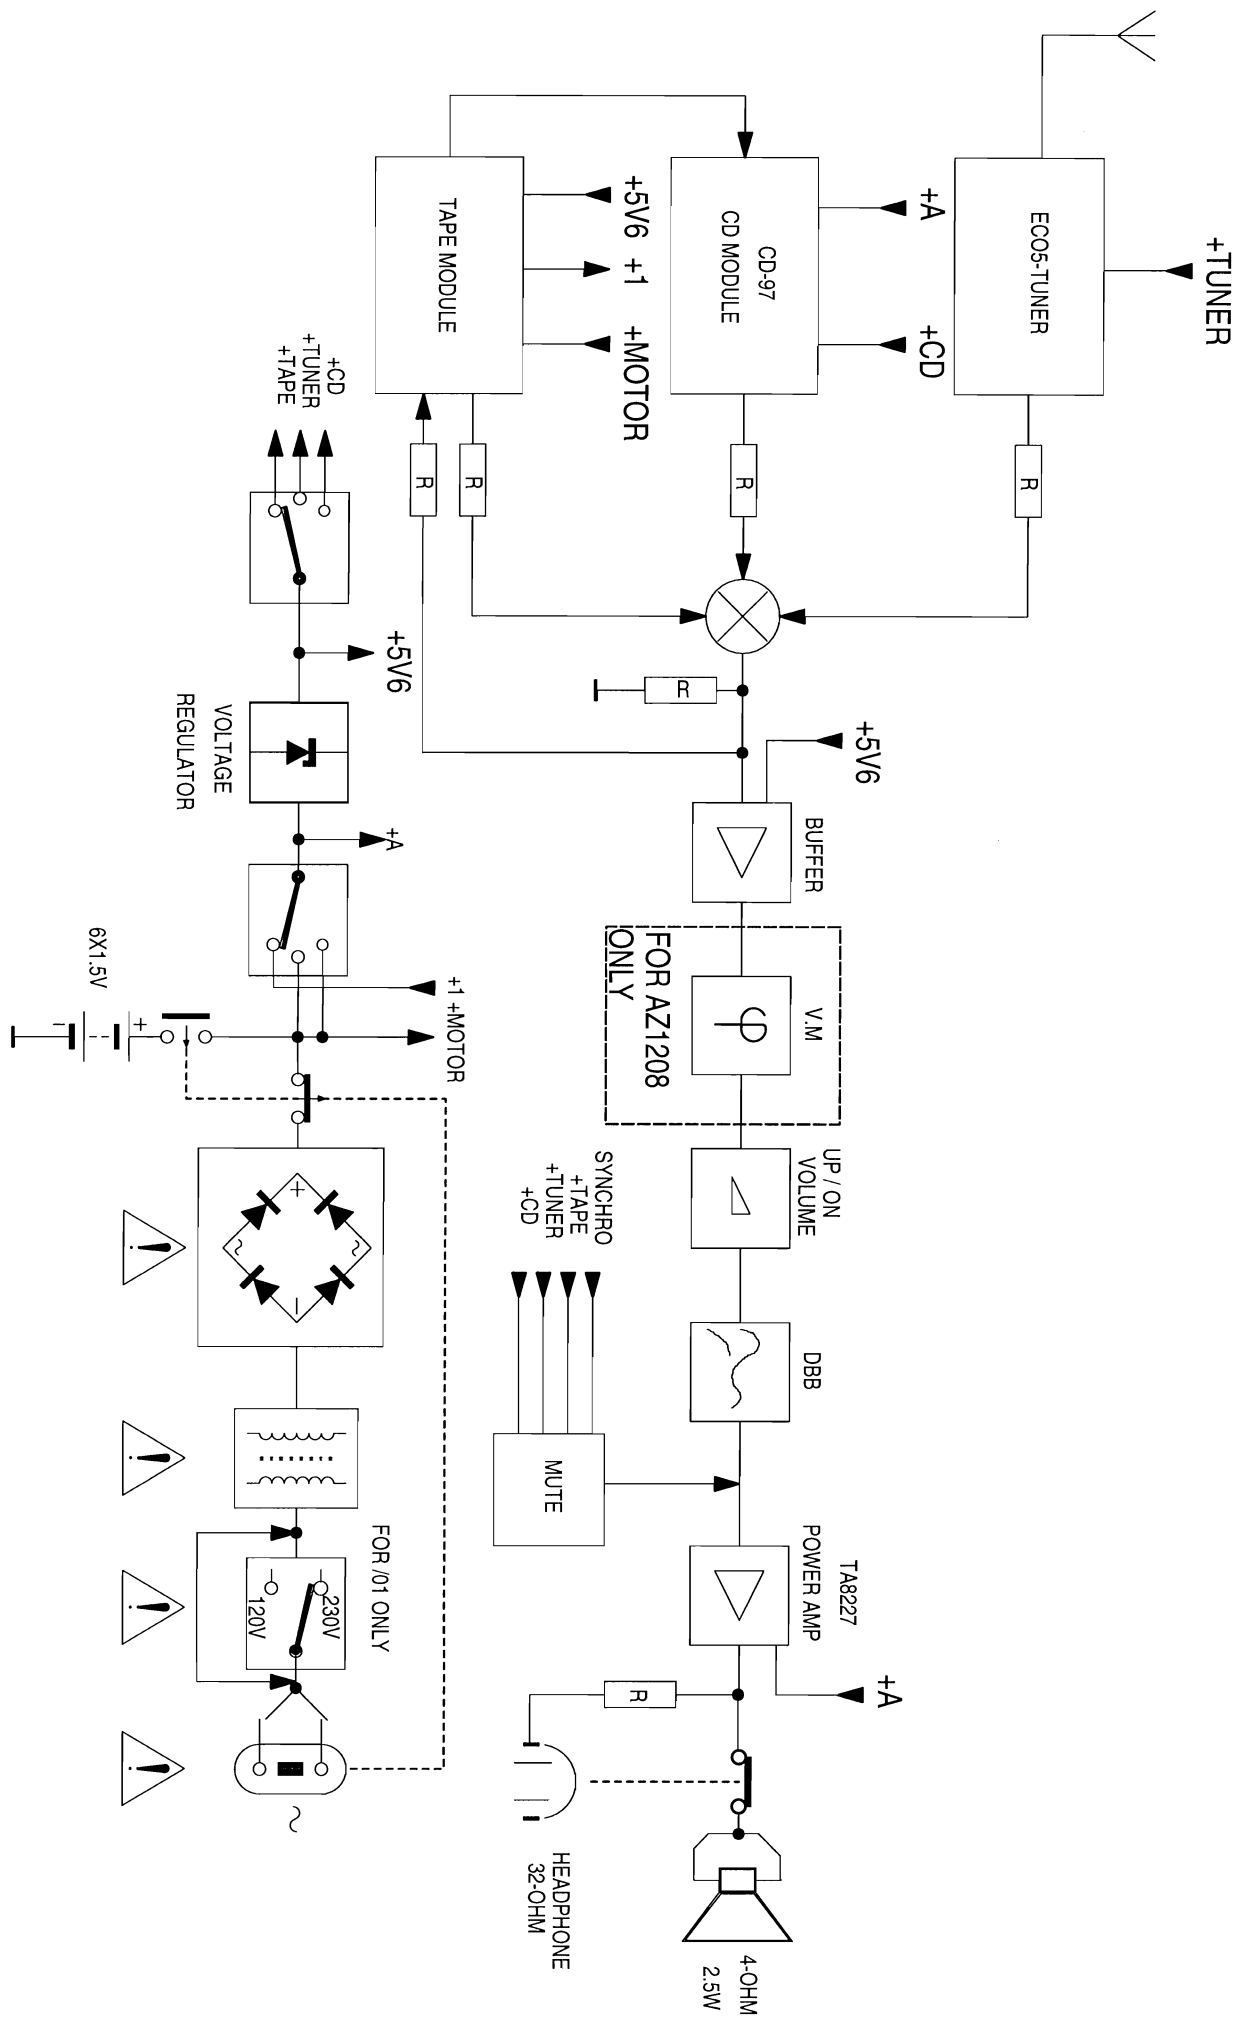 +TUNER
ECO5-TUNER
R
+A
+CD
CD-97
CD MODULE
R
+5V6
+1
+MOTOR
TAPE MODULE
R
R
R
+5V6
BUFFER
V.M
φ
FOR AZ1208
ONLY
UP / ON
VOLUME
DBB
SYNCHRO
+TAPE
+TUNER
+CD
MUTE
TA8227
POWER AMP
+A
R
HEADPHONE
32-OHM
4-OHM
2.5W
+CD
+TUNER
+TAPE
+5V6
VOLTAGE
REGULATOR
+A
+1 +MOTOR
6X1.5V
+
-
+
~
~
-
!
!
FOR /01 ONLY
230V
120V
!
!
~